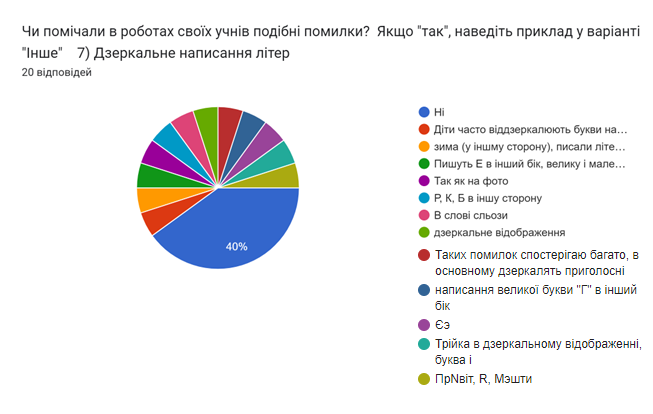 Чи помічали в роботах своїх учнів подібні помилки?  Якщо "так", наведіть приклад у варіанті
"Інше"    7) Дзеркальне написання літер
20 відповідей
Ні
Діти часто віддзеркалюють букви на…
зима (у іншму сторону), писали літе…
Пишуть Е в інший бік, велику і мале…
Так як на фото
Р, К, Б в іншу сторону
В слові сльози
дзеркальне відображення
Таких помилок спостерігаю багато, в
основному дзеркалять приголосні
написання великої букви "Г" в інший
бік
Єэ
Трійка в дзеркальному відображенні,
буква і
ПрNвіт, R, Мэшти
40%